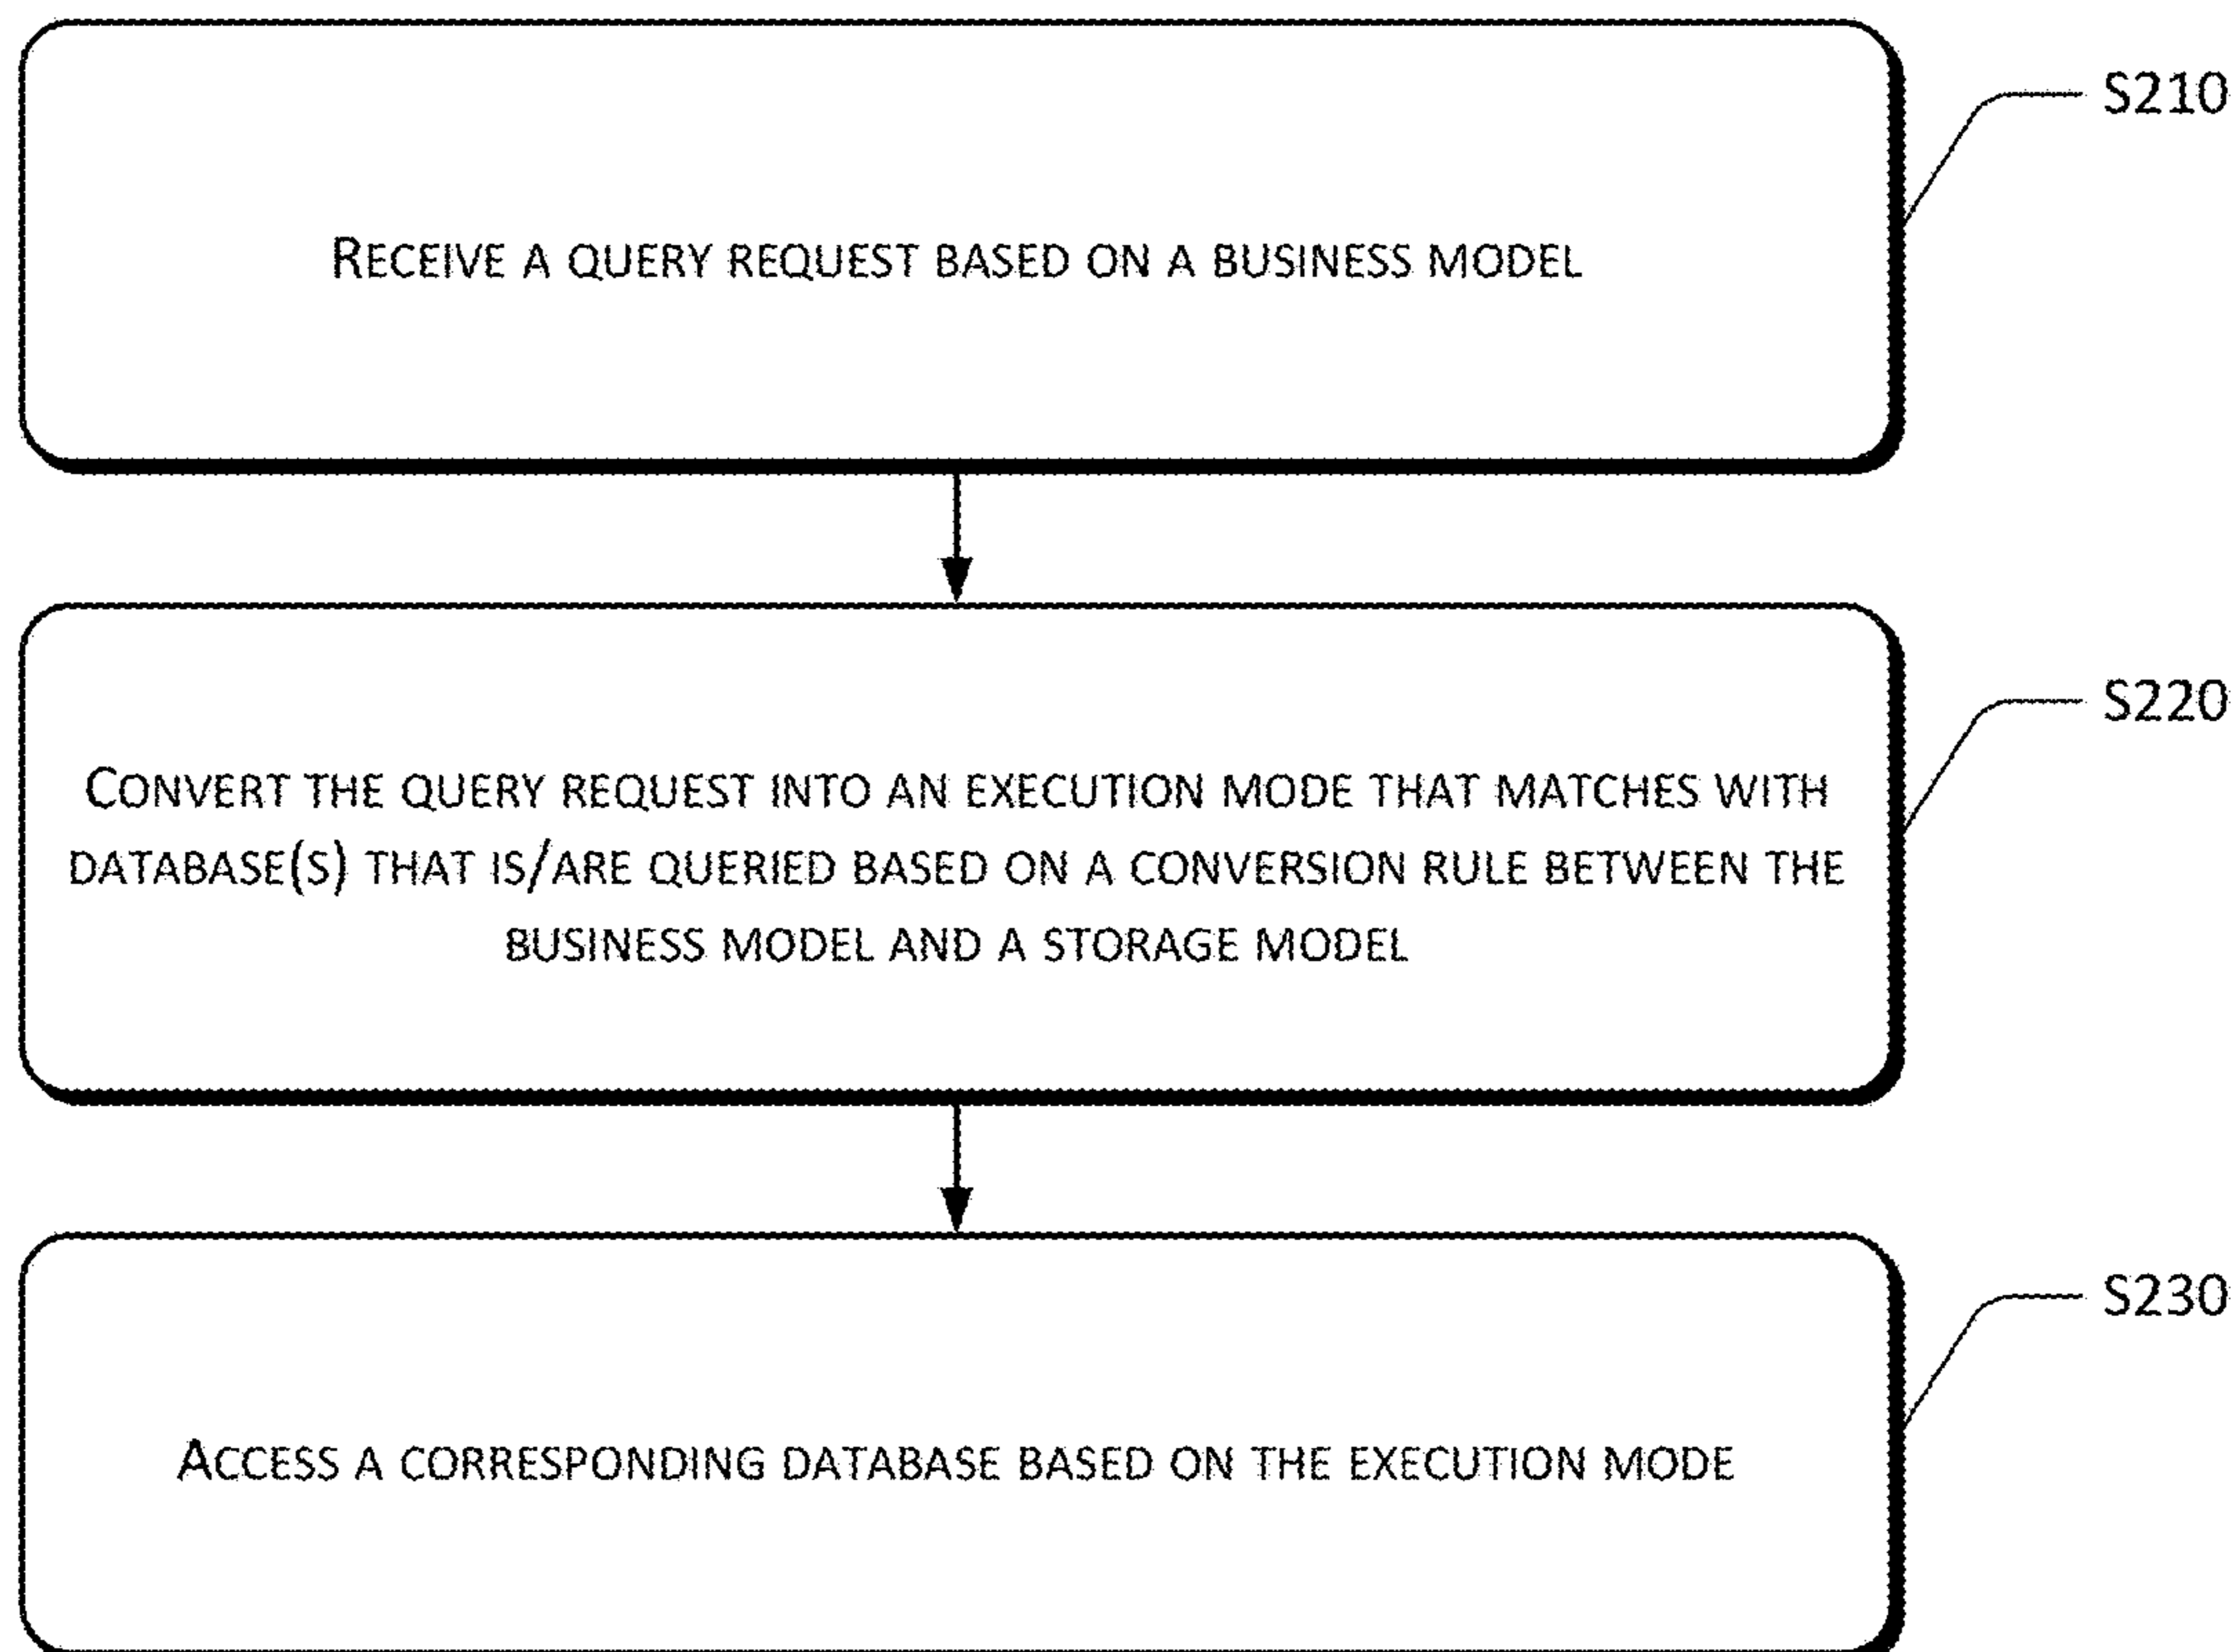 S210
RECEIVE A QUERY REQUEST BASED ON A BUSINESS MODEL
S220
CONVERT THE QUERY REQUEST INTO AN EXECUTION MODE THAT MATCHES WITH
DATABASE(S) THAT IS/ARE QUERIED BASED ON A CONVERSION RULE BETWEEN THE
BUSINESS MODEL AND A STORAGE MODEL
S230
ACCESS A CORRESPONDING DATABASE BASED ON THE EXECUTION MODE